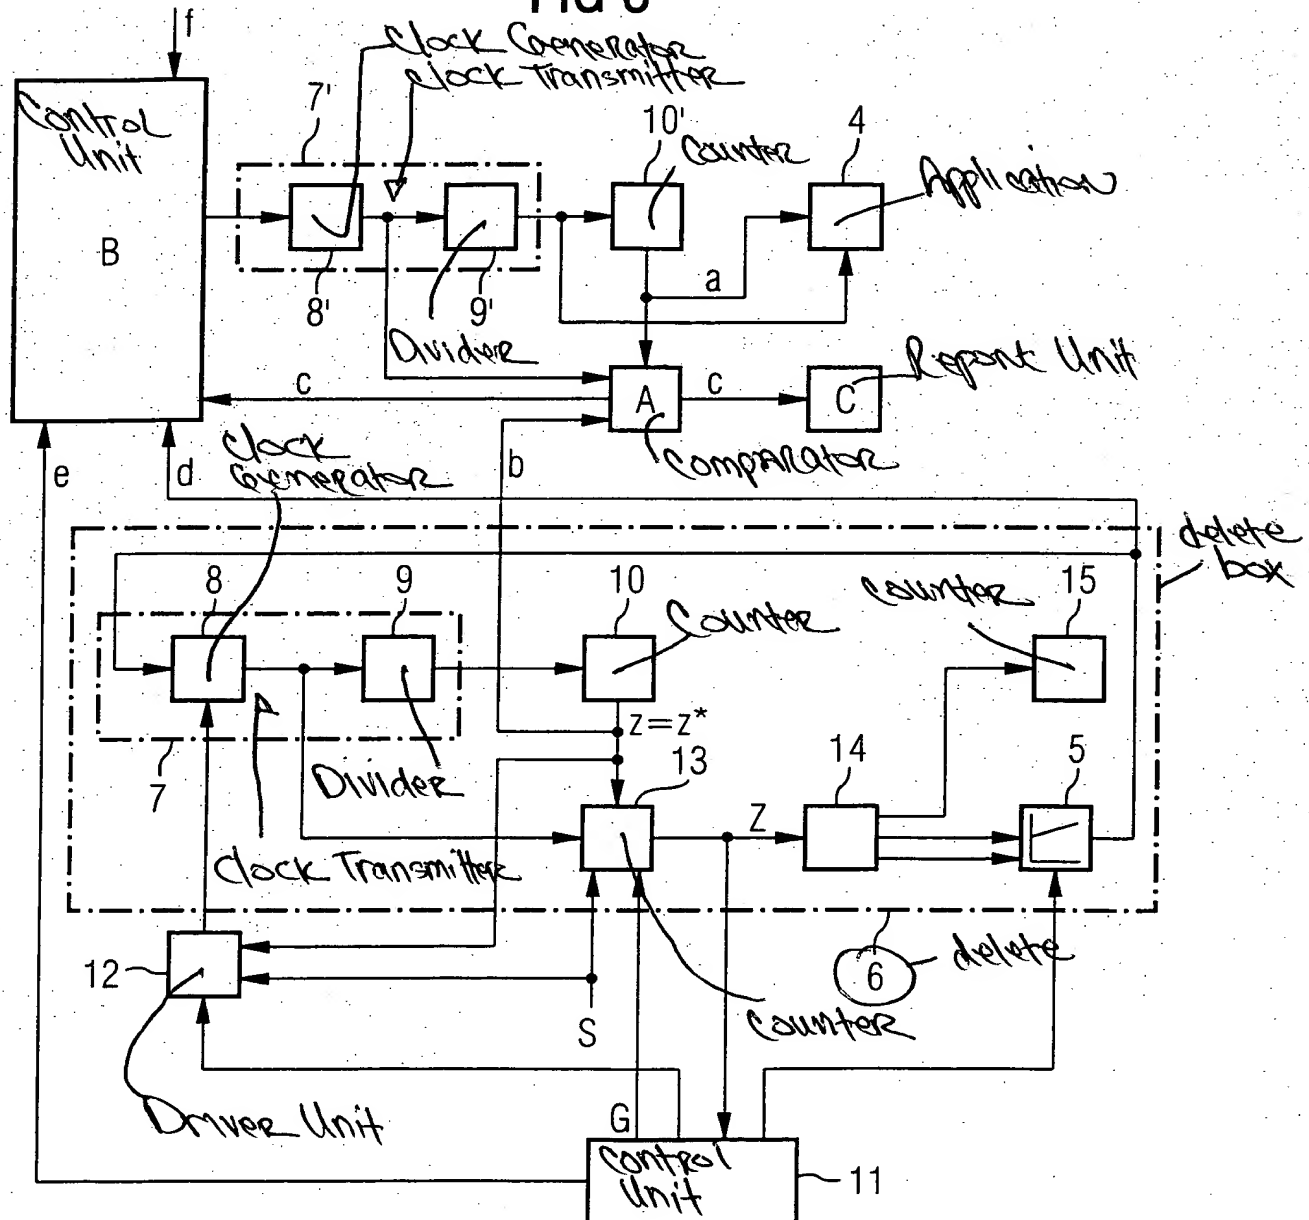 f
Clock Generator
Clock Transmitter
7'
10'
4
Control
Unit
Counter
Application
B
8'
9'
a
Divider
Report Unit
c
A
c
C
Clock
Generator
Comparator
e
d
b
delete
box
8
9
10
Counter
15
Counter
z=z*
13
14
5
7
Divider
Z
Clock Transmitter
12
6
delete
S
Counter
Driver Unit
G
Control
Unit
11